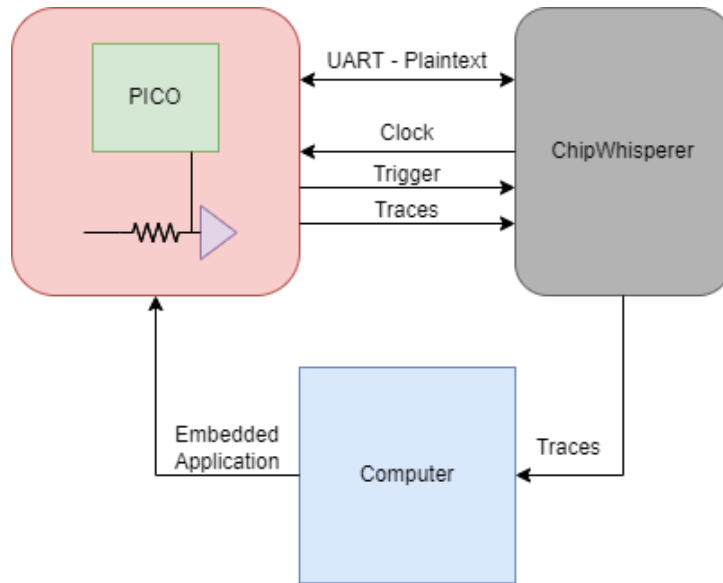 PICO
UART - Plaintext
Clock
Trigger
Traces
ChipWhisperer
Embedded
Application
Computer
Traces